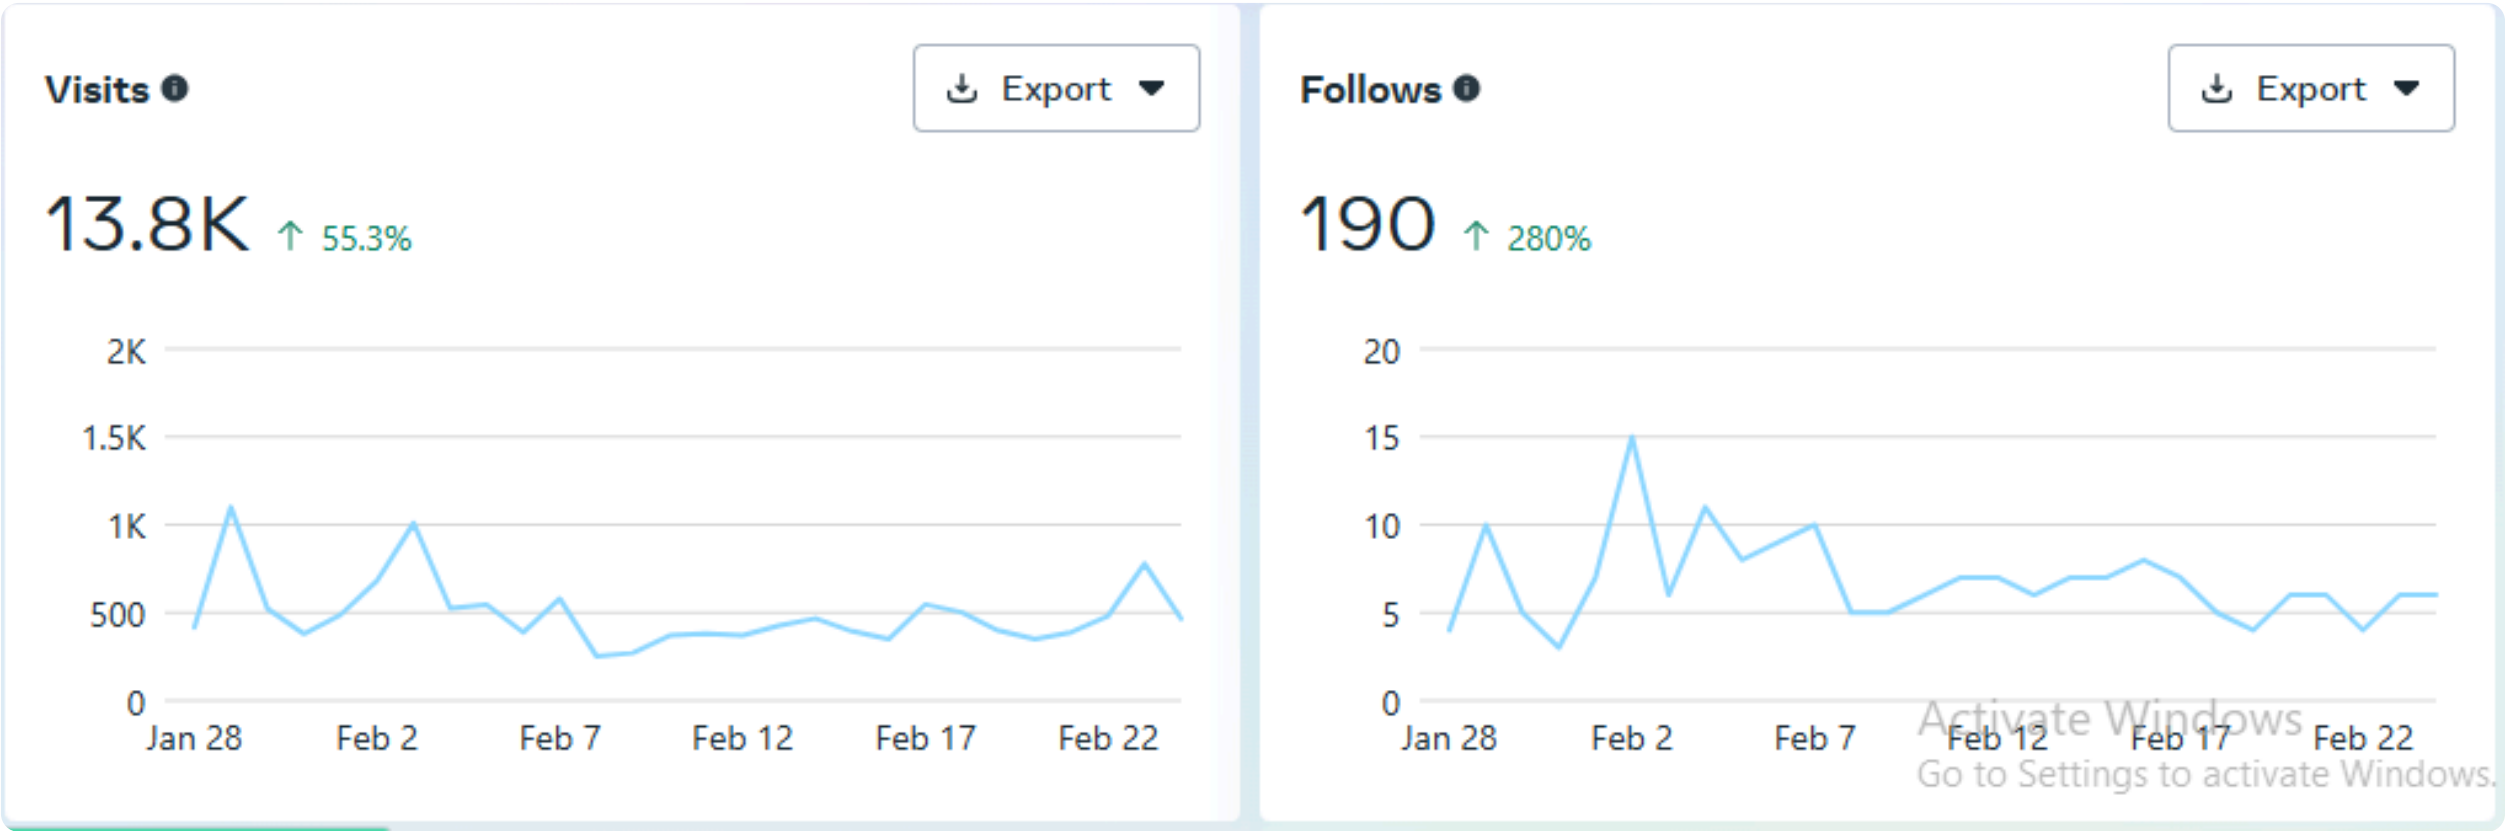 Visits
Export
13.8K ↑ 55.3%
2K
1.5K
1K
500
0
Jan 28 Feb 2 Feb 7 Feb 12 Feb 17 Feb 22
Follows
Export
190 ↑ 280%
20
15
10
5
0
Jan 28 Feb 2 Feb 7 Feb 12 Feb 17 Feb 22
Activate Windows
Go to Settings to activate Windows.